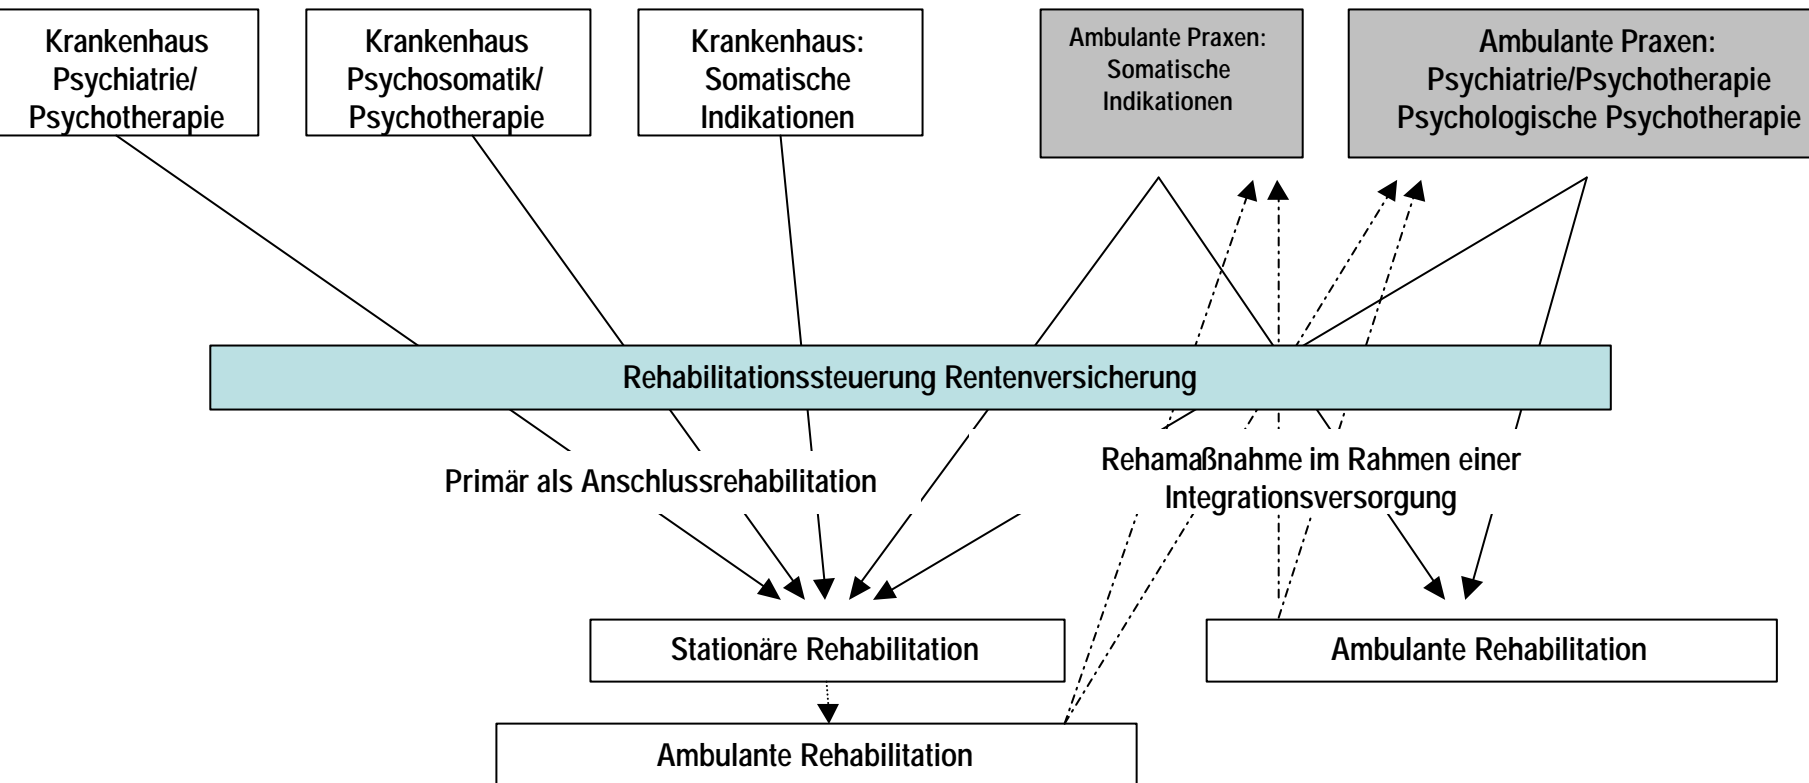 Krankenhaus
Psychiatrie/
Psychotherapie
Krankenhaus
Psychosomatik/
Psychotherapie
Krankenhaus:
Somatische
Indikationen
Ambulante Praxen:
Somatische
Indikationen
Ambulante Praxen:
Psychiatrie/Psychotherapie
Psychologische Psychotherapie
Rehabilitationssteuerung Rentenversicherung
Primär als Anschlussrehabilitation
Rehamaßnahme im Rahmen einer
Integrationsversorgung
Stationäre Rehabilitation
Ambulante Rehabilitation
Ambulante Rehabilitation